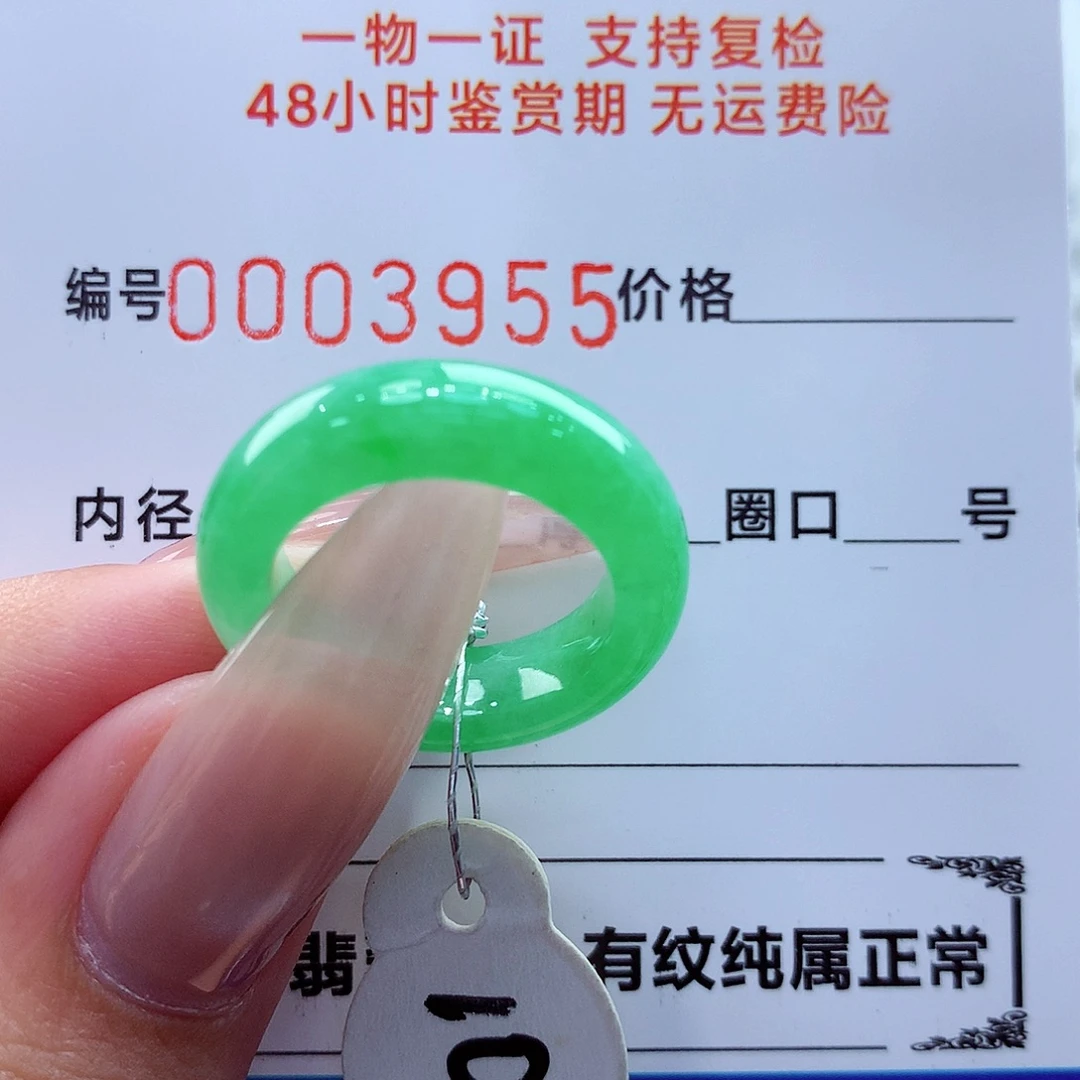 一物一证 支持复检
48小时鉴赏期 无运费险
编号0003955价格
内径 圈口 号
翡 有纹纯属正常